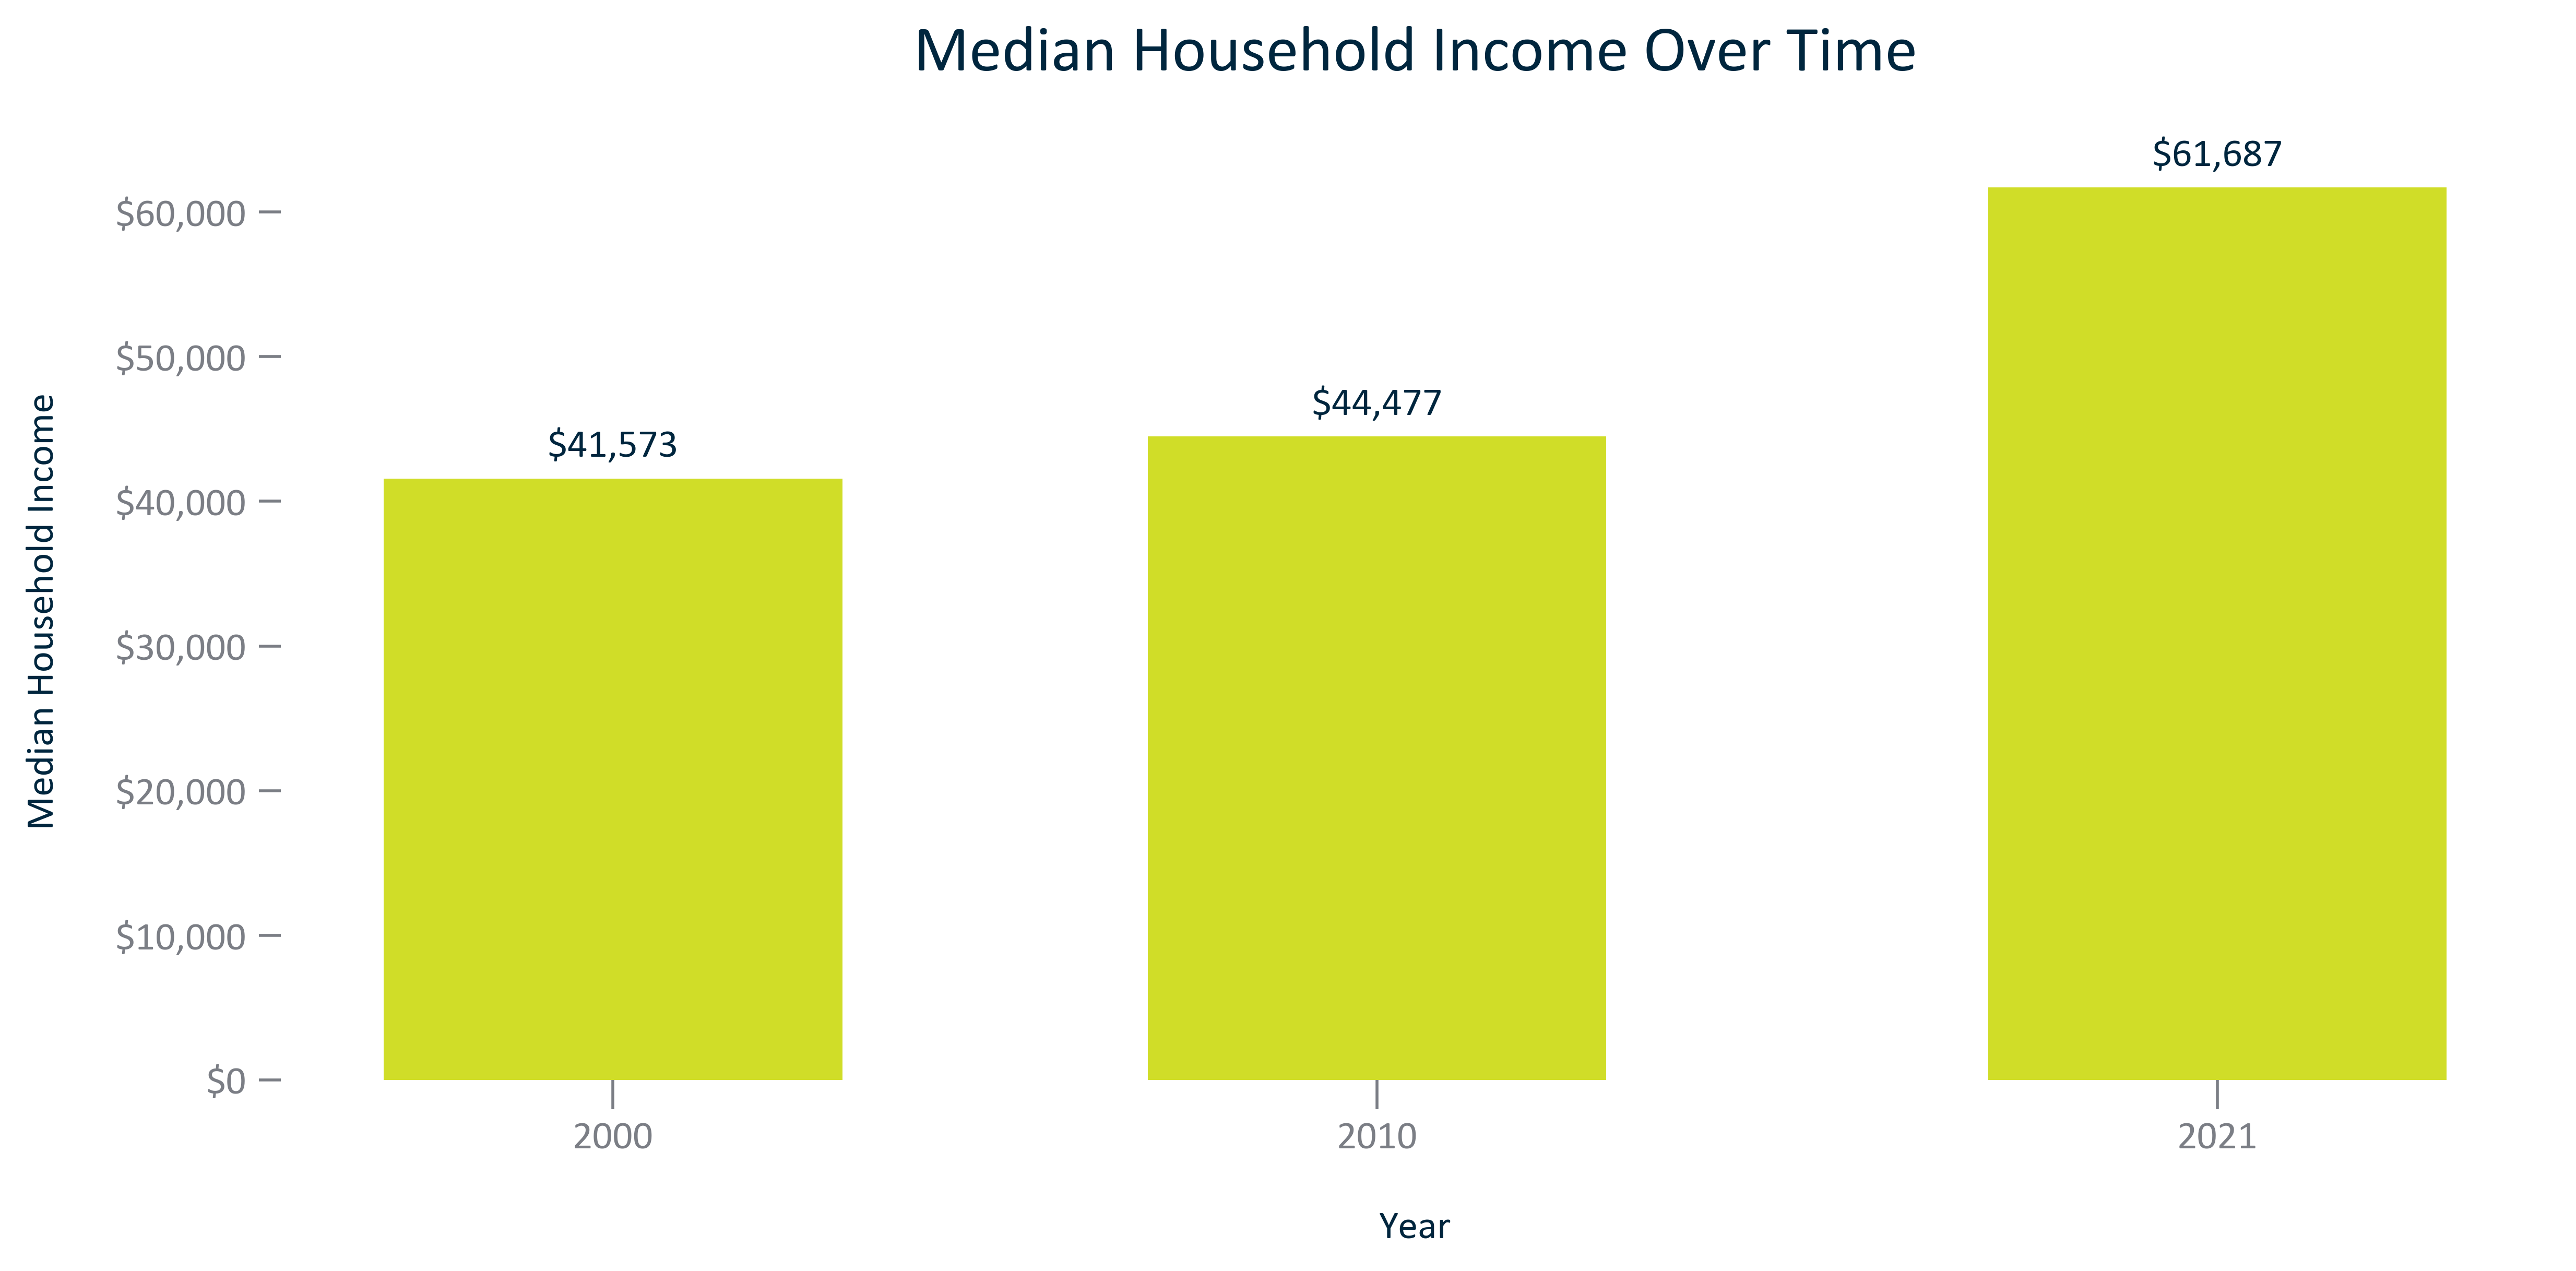 Median Household Income Over Time
$61,687
$60,000
$50,000
$44,477
$41,573
$40,000
$30,000
$20,000
$10,000
$0
Median Household Income
2000 2010 2021
Year